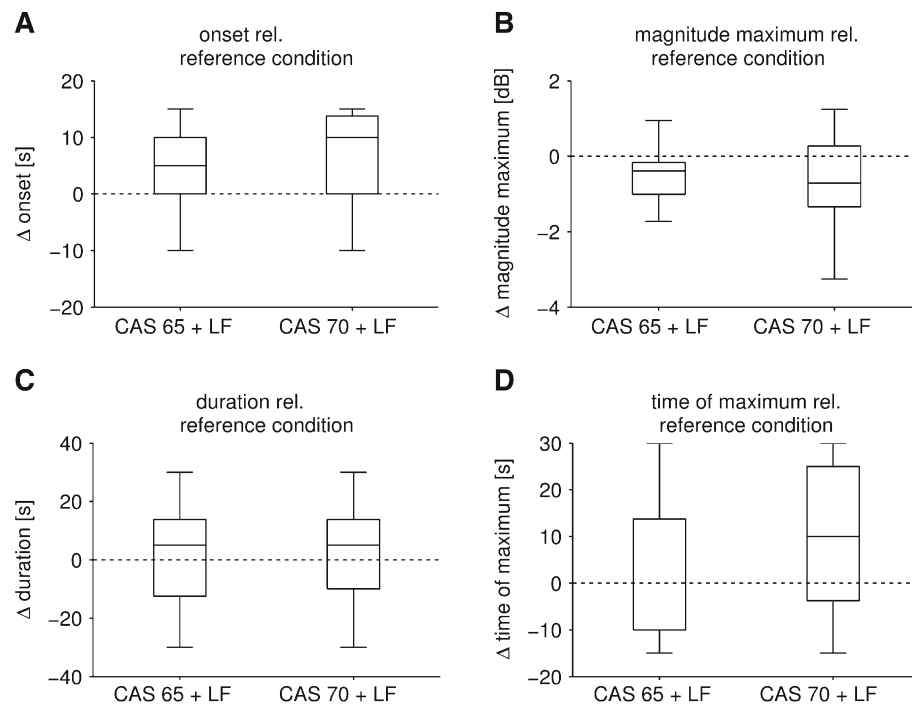 A
onset rel.
reference condition
20
10
0
−10
−20
Δ onset [s]
CAS 65 + LF
CAS 70 + LF
B
magnitude maximum rel.
reference condition
2
0
−2
−4
Δ magnitude maximum [dB]
CAS 65 + LF
CAS 70 + LF
C
duration rel.
reference condition
40
20
0
−20
−40
Δ duration [s]
CAS 65 + LF
CAS 70 + LF
D
time of maximum rel.
reference condition
30
20
10
0
−10
−20
Δ time of maximum [s]
CAS 65 + LF
CAS 70 + LF